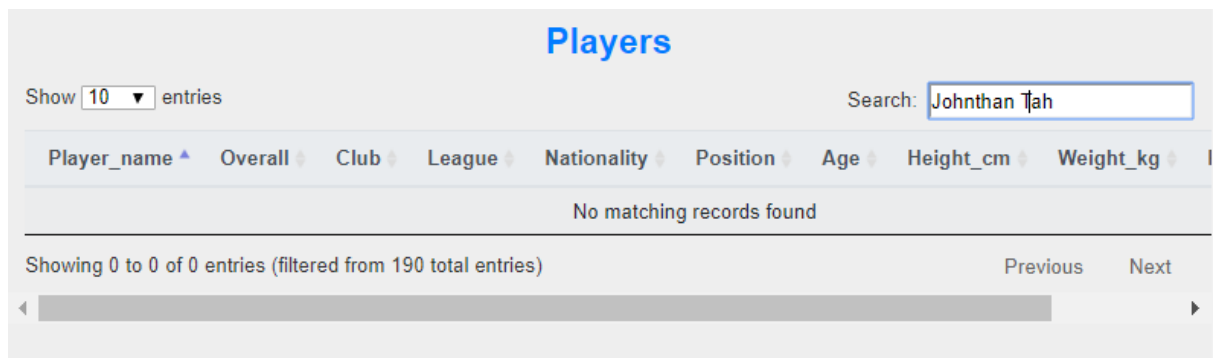 Players
Show 10 entries Search: Johnthan Tah
Player_name Overall Club League Nationality Position Age Height_cm Weight_kg
No matching records found
Showing 0 to 0 of 0 entries (filtered from 190 total entries) Previous Next